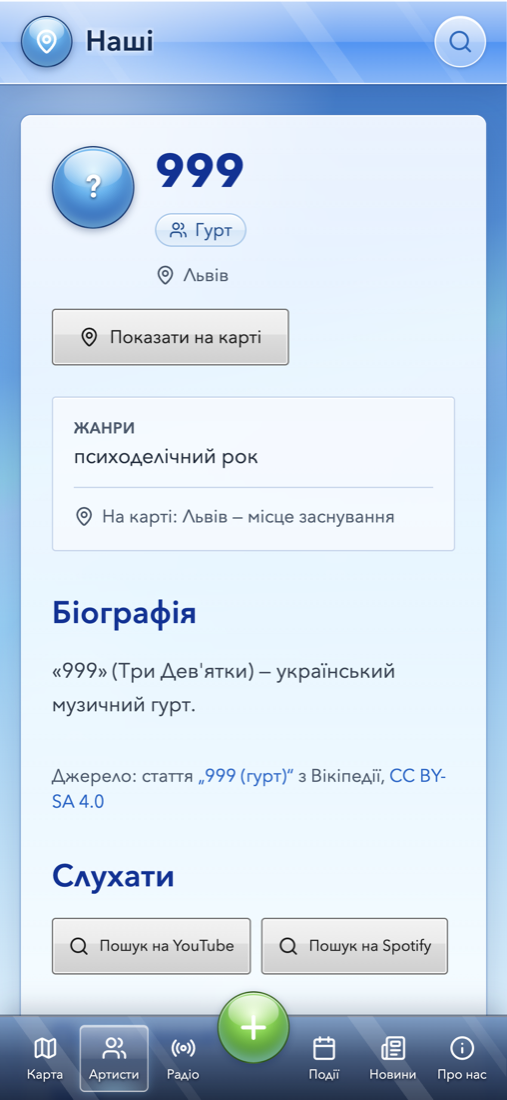 Наші
?
999
Гурт
Львів
Показати на карті
ЖАНРИ
психоделічний рок
На карті: Львів – місце заснування
Біографія
«999» (Три Дев'ятки) – український
музичний гурт.
Джерело: стаття „999 (гурт)“ з Вікіпедії, CC BY-
SA 4.0
Слухати
Пошук на YouTube
Пошук на Spotify
Карта
Артисти
Радіо
Події
Новини
Про нас